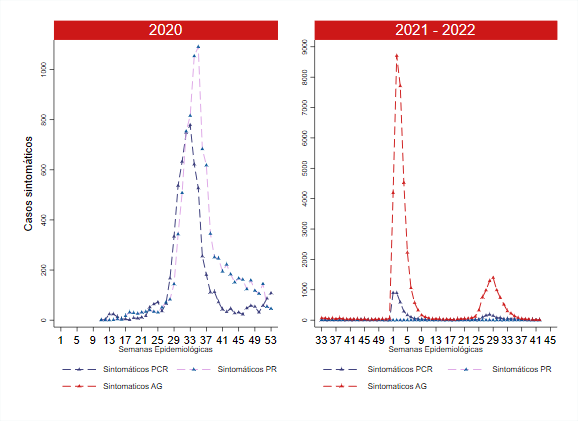 2020
2021 - 2022
Casos sintomáticos
0
200
400
600
800
1000
1 5 9 13 17 21 25 29 33 37 41 45 49 53
Semanas Epidemiológicas
Sintomáticos PCR
Sintomáticos PR
Sintomáticos AG
0
1000
2000
3000
4000
5000
6000
7000
8000
9000
33 37 41 45 49 1 5 9 13 17 21 25 29 33 37 41 45
Semanas Epidemiológicas
Sintomáticos PCR
Sintomáticos PR
Sintomaticos AG